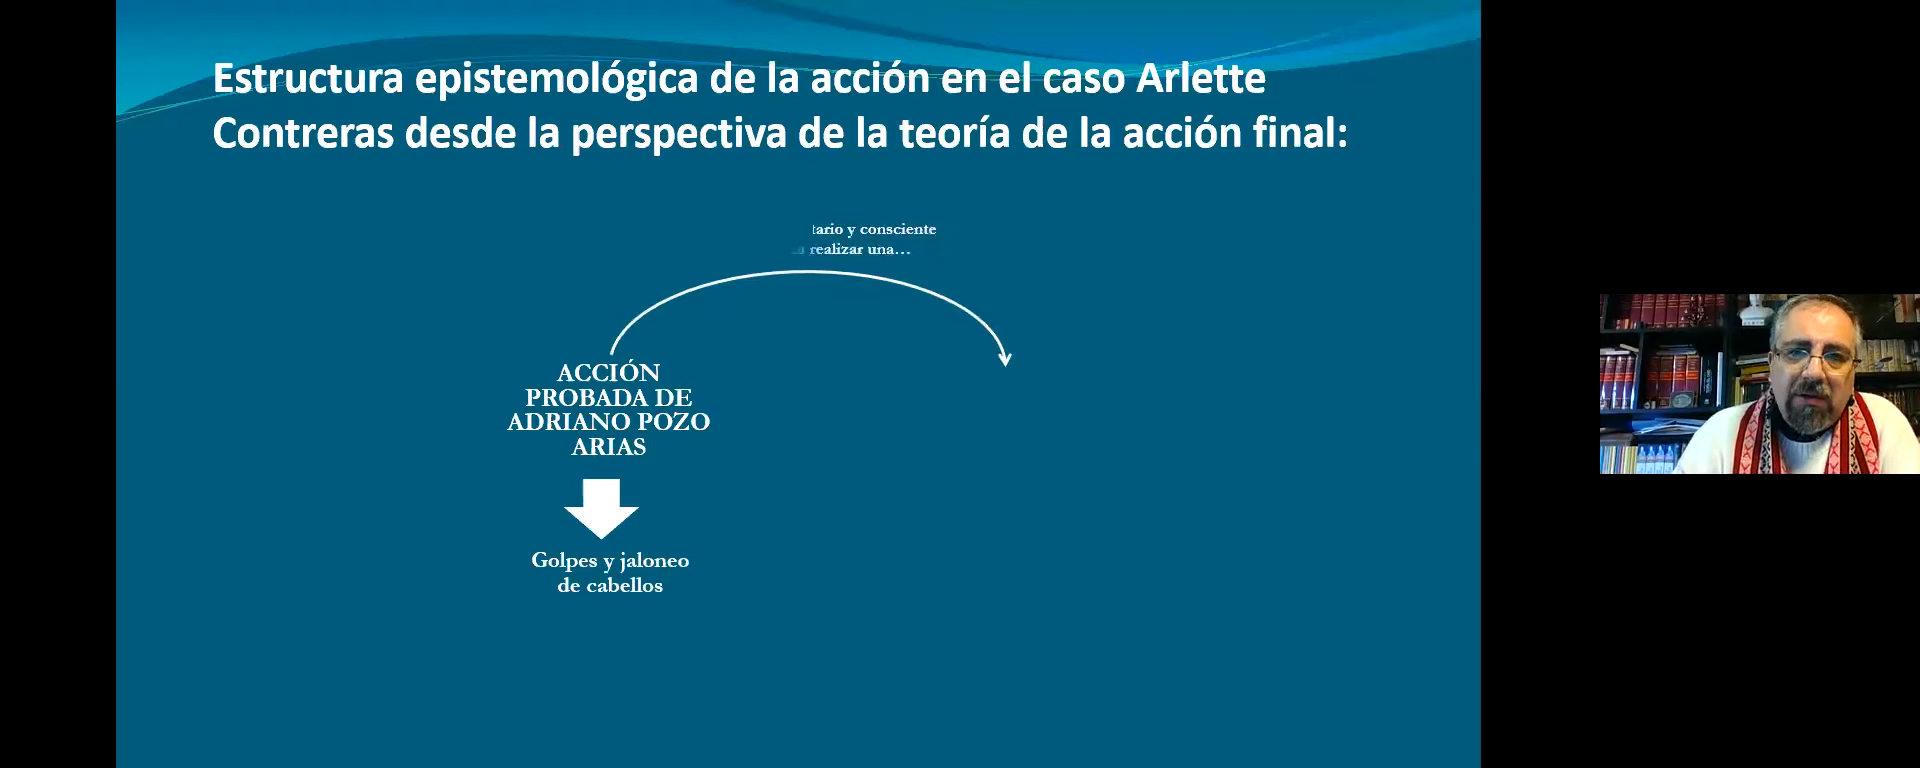 Estructura epistemológica de la acción en el caso Arlette
Contreras desde la perspectiva de la teoría de la acción final:
tario y consciente
realizar una...
ACCIÓN
PROBADA DE
ADRIANO POZO
ARIAS
Golpes y jaloneo
de cabellos